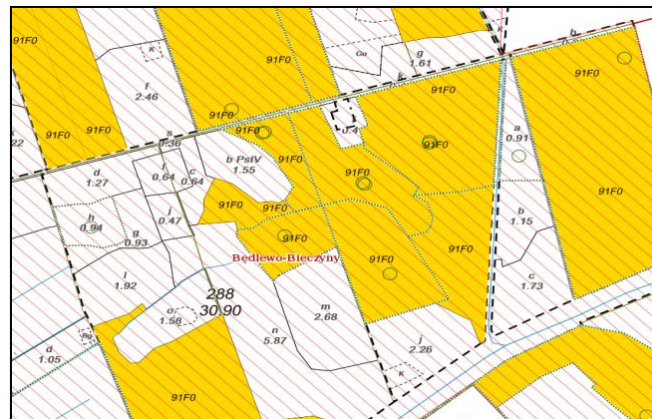 91F0
91F0
91F0
f
2.46
K
91F0
Go
g
1.61
k
b
91F0
91F0
s
0.36
d
1.27
h
0.94
g
0.93
0.64
c
0.64
j
0.47
b PsIV
1.55
91F0
91F0
91F0
0.4
91F0
91F0
a
0.91
91F0
b
1.15
c
1.73
91F0
91F0
91F0
91F0
Będlewo-Bieczyny
l
1.92
288
30.90
o
1.58
n
5.87
m
2.68
2.26
K
d
1.05
91F0
91F0